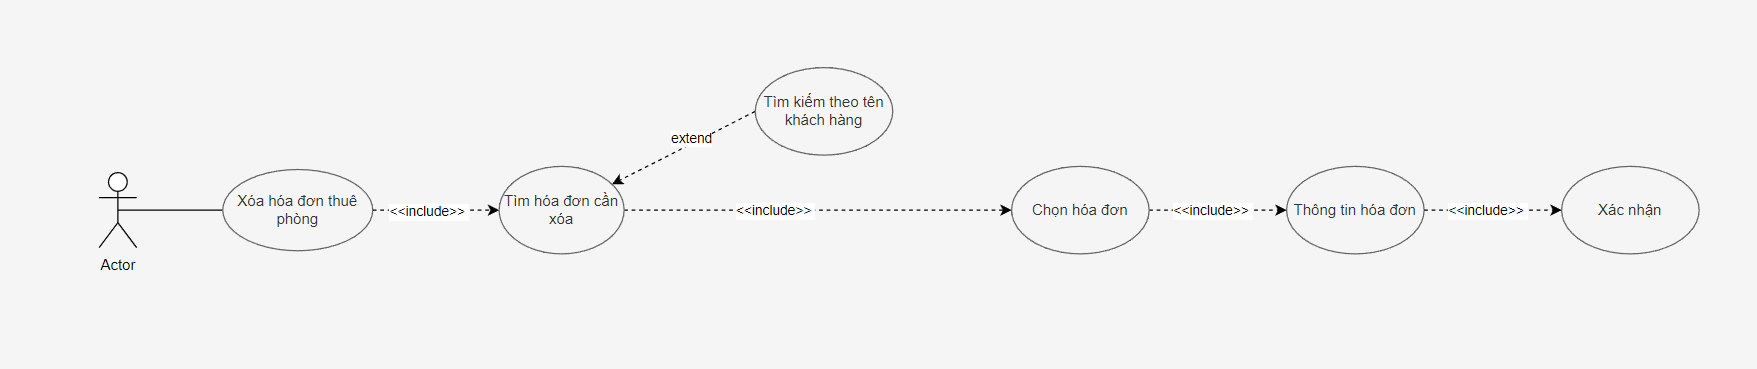 Tìm kiếm theo tên
khách hàng
extend
Xóa hóa đơn thuê
phòng
<<include>>
Tìm hóa đơn cần
xóa
<<include>>
Chọn hóa đơn
<<include>>
Thông tin hóa đơn
<<include>>
Xác nhận
Actor